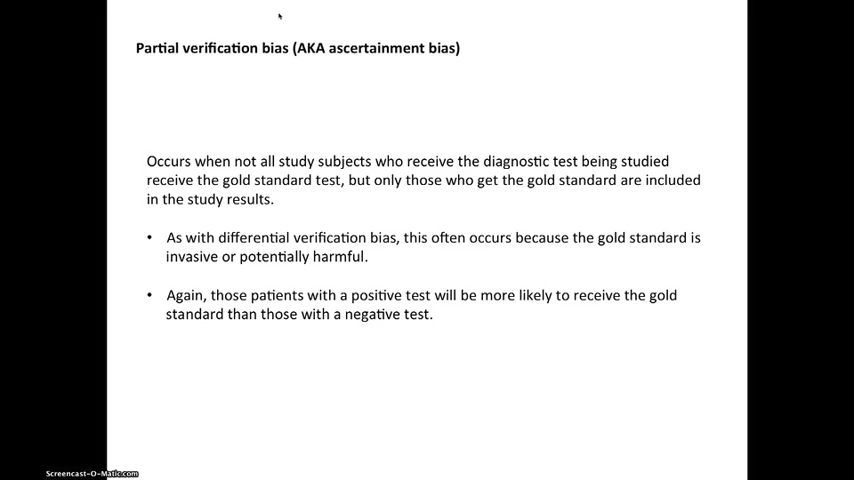 Partial verification bias (AKA ascertainment bias)
Occurs when not all study subjects who receive the diagnostic test being studied
receive the gold standard test, but only those who get the gold standard are included
in the study results.
• As with differential verification bias, this often occurs because the gold standard is
invasive or potentially harmful.
• Again, those patients with a positive test will be more likely to receive the gold
standard than those with a negative test.
Screencast-O-Matic.com